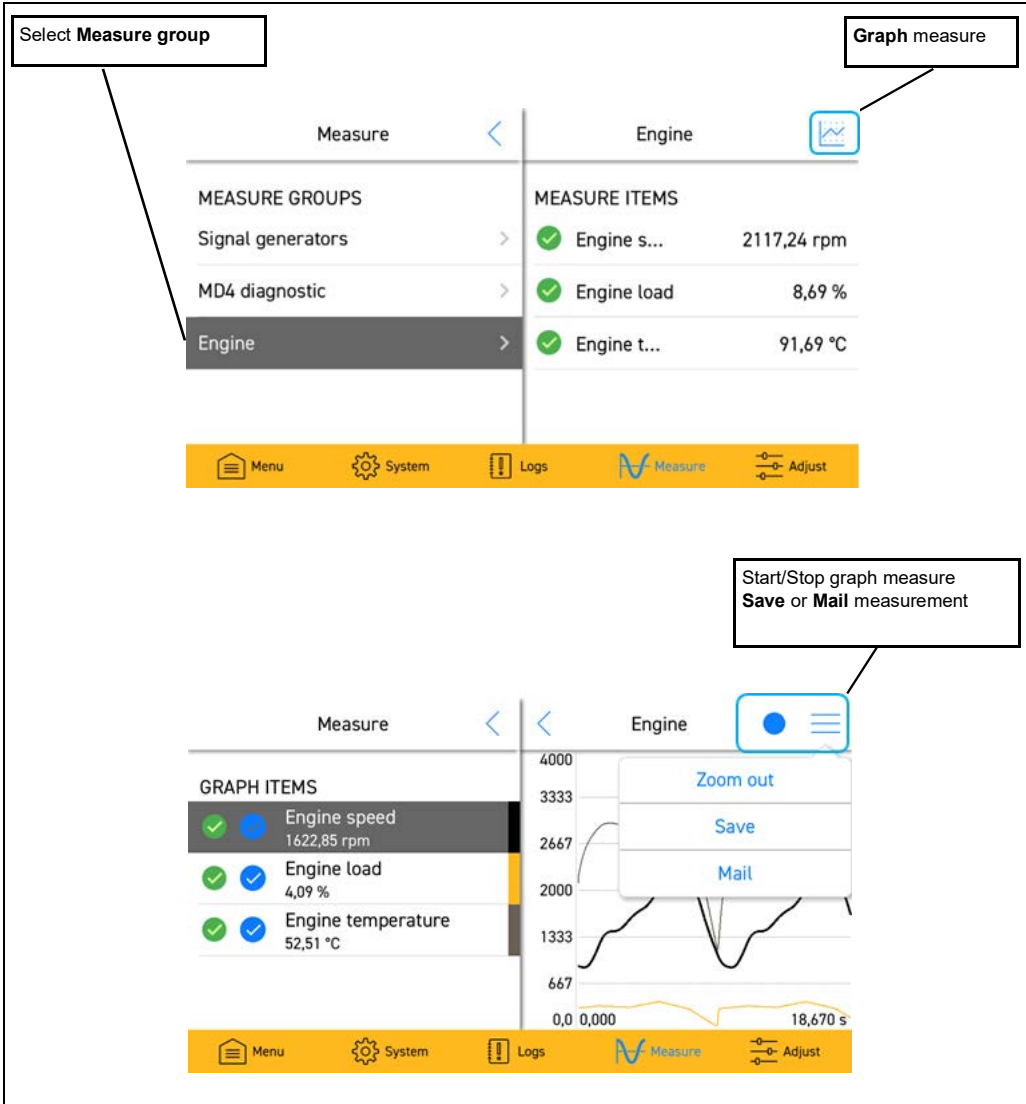 Select Measure group
Graph measure
Measure
Engine
MEASURE GROUPS
MEASURE ITEMS
Signal generators
Engine s... 2117,24 rpm
MD4 diagnostic
Engine load 8,69 %
Engine
Engine t... 91,69 °C
Menu System Logs Measure Adjust
Start/Stop graph measure
Save or Mail measurement
Measure
Engine
GRAPH ITEMS
Engine speed
1622,85 rpm
Engine load
4,09 %
Engine temperature
52,51 °C
4000
3333
2667
2000
1333
667
0,0 0,000 18,670 s
Zoom out
Save
Mail
Menu System Logs Measure Adjust